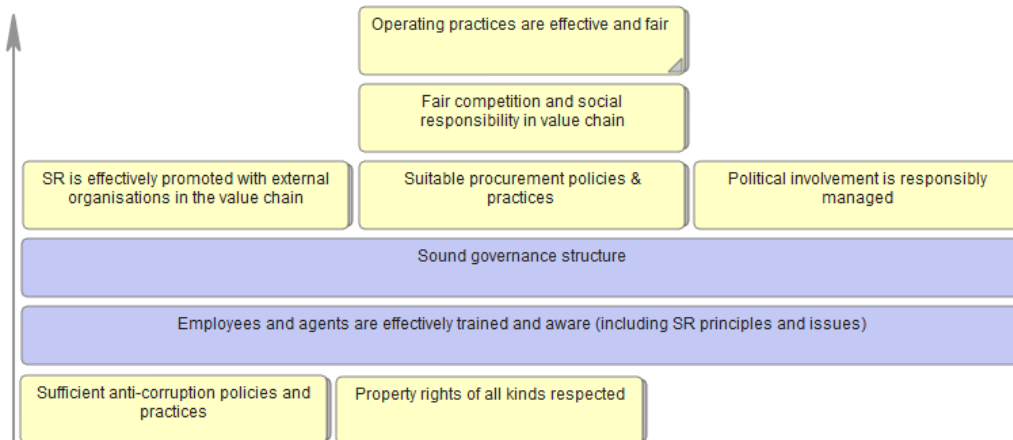 Operating practices are effective and fair
Fair competition and social
responsibility in value chain
SR is effectively promoted with external
organisations in the value chain
Suitable procurement policies &
practices
Political involvement is responsibly
managed
Sound governance structure
Employees and agents are effectively trained and aware (including SR principles and issues)
Sufficient anti-corruption policies and
practices
Property rights of all kinds respected